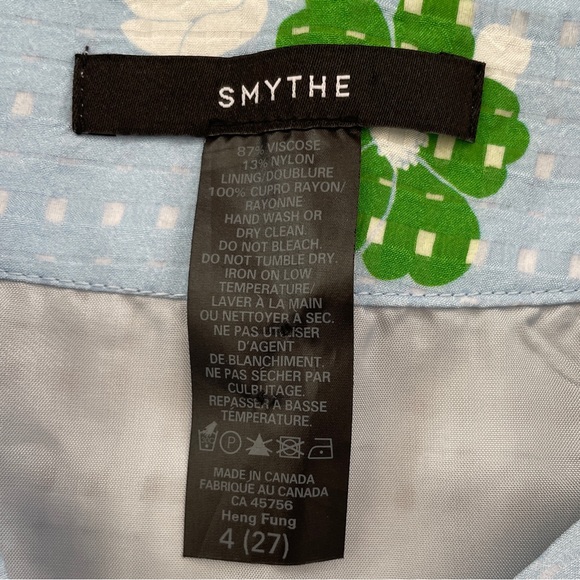 SMYTHE
87% VISCOSE
13% NYLON
LINING/DOUBLURE
100% CUPRO RAYON/
RAYONNE
HAND WASH OR
DRY CLEAN.
DO NOT BLEACH.
DO NOT TUMBLE DRY.
IRON ON LOW
TEMPERATURE/
LAVER À LA MAIN
OU NETTOYER À SEC.
NE PAS UTILISER
D'AGENT
DE BLANCHIMENT.
NE PAS SÉCHER PAR
CULBUTAGE.
REPASSER À BASSE
TEMPÉRATURE.
P
MADE IN CANADA
FABRIQUE AU CANADA
CA 45756
Heng Fung
4 (27)